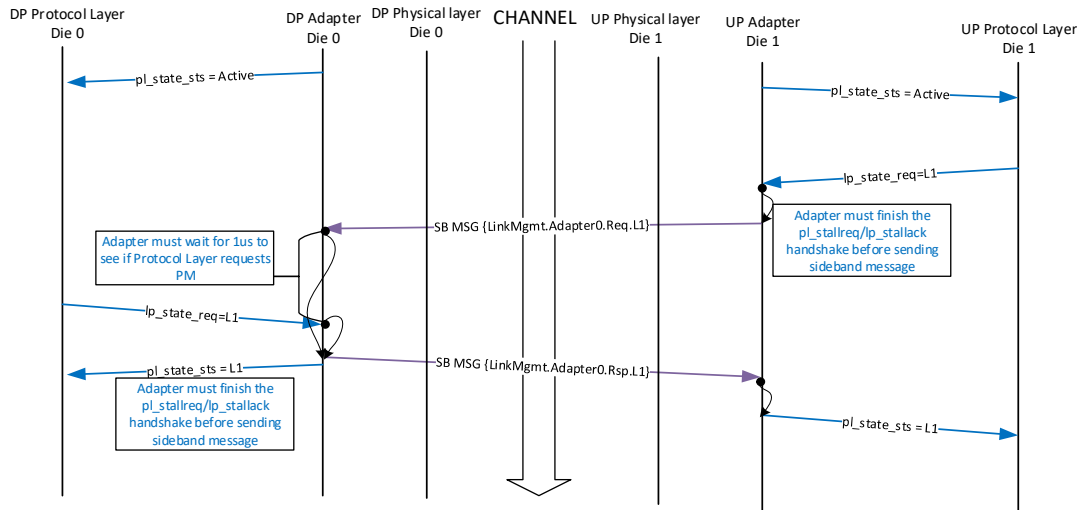 DP Protocol Layer
Die 0
DP Adapter
Die 0
DP Physical layer
Die 0
CHANNEL
UP Physical layer
Die 1
UP Adapter
Die 1
UP Protocol Layer
Die 1
pl_state_sts = Active
pl_state_sts = Active
lp_state_req=L1
SB MSG {LinkMgmt.Adapter0.Req.L1}
Adapter must finish the
pl_stallreq/lp_stallack
handshake before sending
sideband message
Adapter must wait for 1us to
see if Protocol Layer requests
PM
lp_state_req=L1
SB MSG {LinkMgmt.Adapter0.Rsp.L1}
pl_state_sts = L1
Adapter must finish the
pl_stallreq/lp_stallack
handshake before sending
sideband message
pl_state_sts = L1